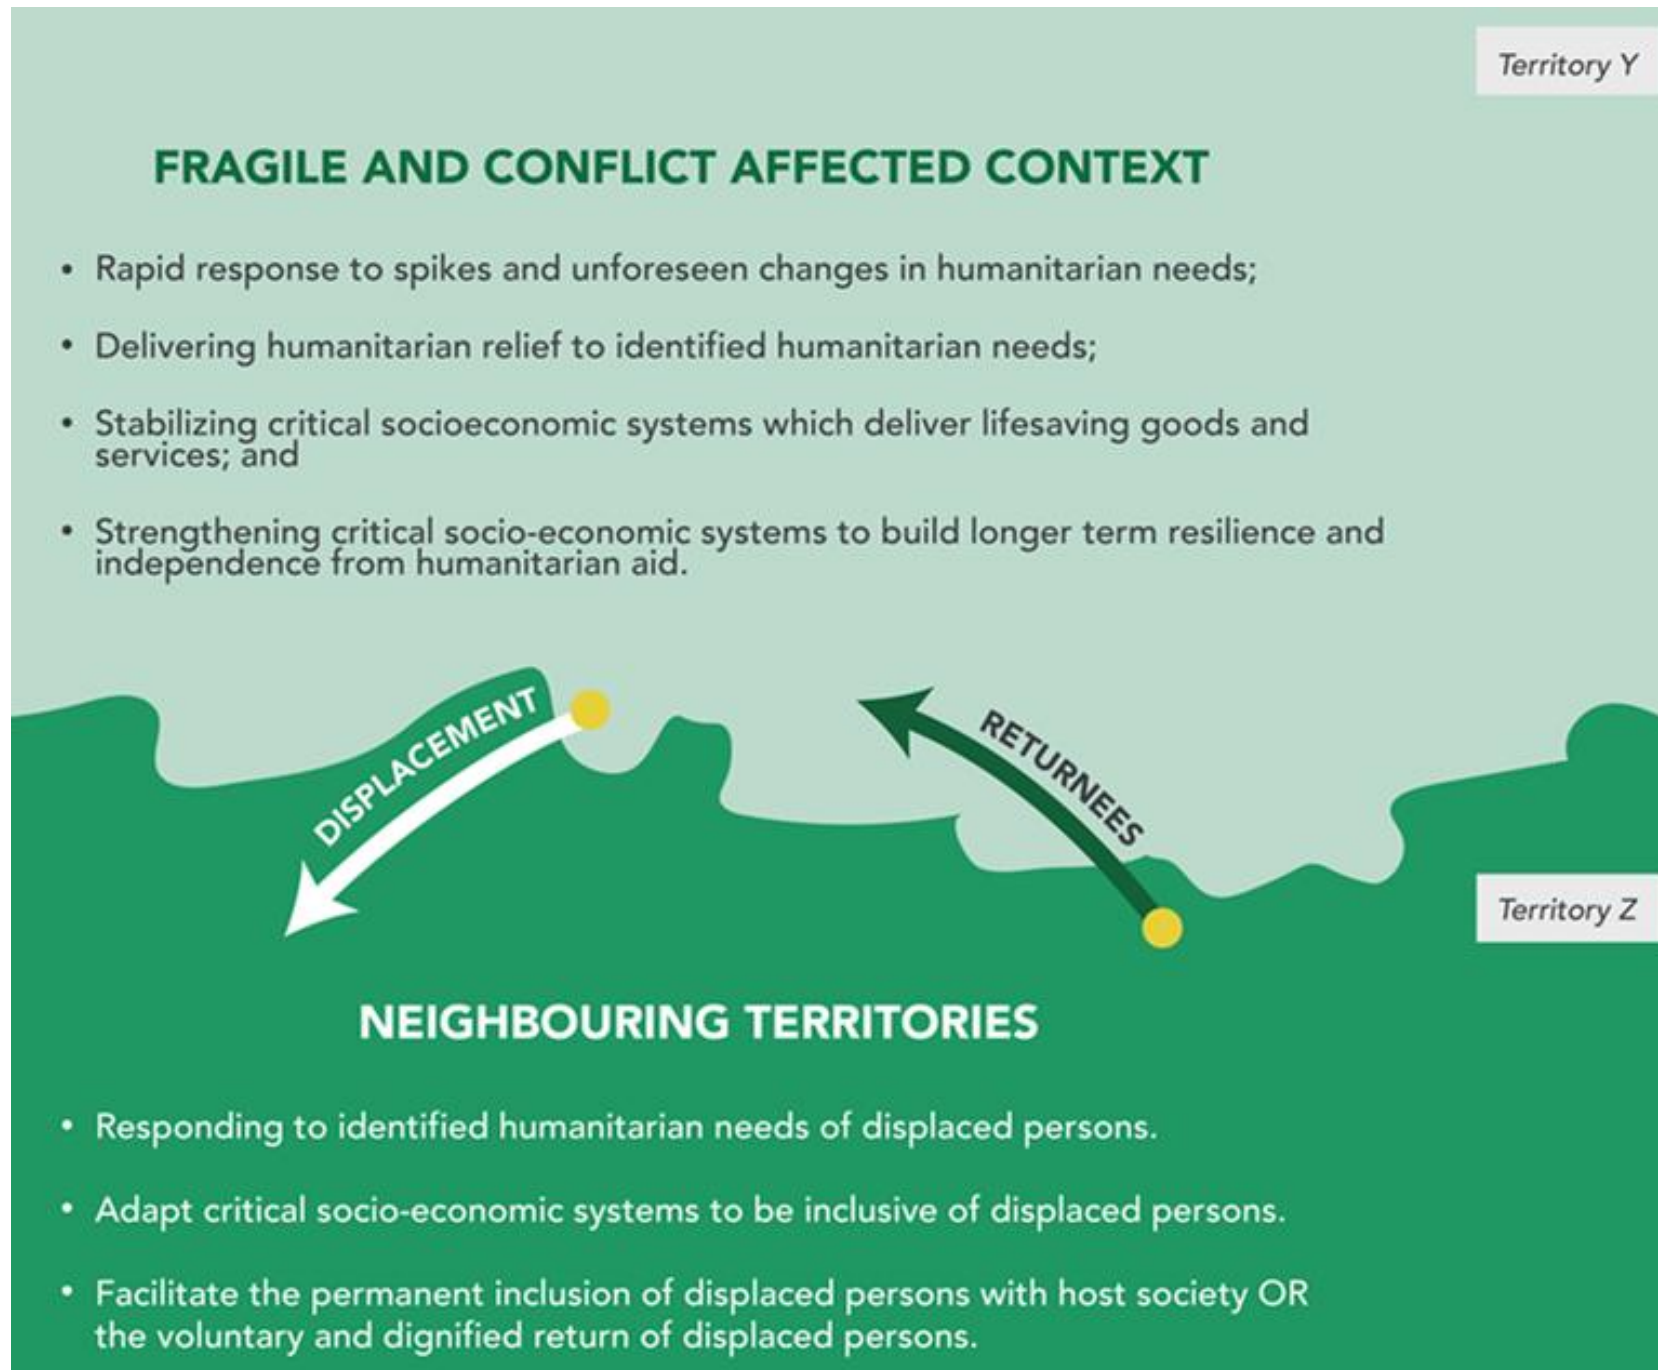 Territory Y
FRAGILE AND CONFLICT AFFECTED CONTEXT
• Rapid response to spikes and unforeseen changes in humanitarian needs;
• Delivering humanitarian relief to identified humanitarian needs;
• Stabilizing critical socioeconomic systems which deliver lifesaving goods and
services; and
• Strengthening critical socio-economic systems to build longer term resilience and
independence from humanitarian aid.
DISPLACEMENT
RETURNEES
Territory Z
NEIGHBOURING TERRITORIES
• Responding to identified humanitarian needs of displaced persons.
• Adapt critical socio-economic systems to be inclusive of displaced persons.
• Facilitate the permanent inclusion of displaced persons with host society OR
the voluntary and dignified return of displaced persons.